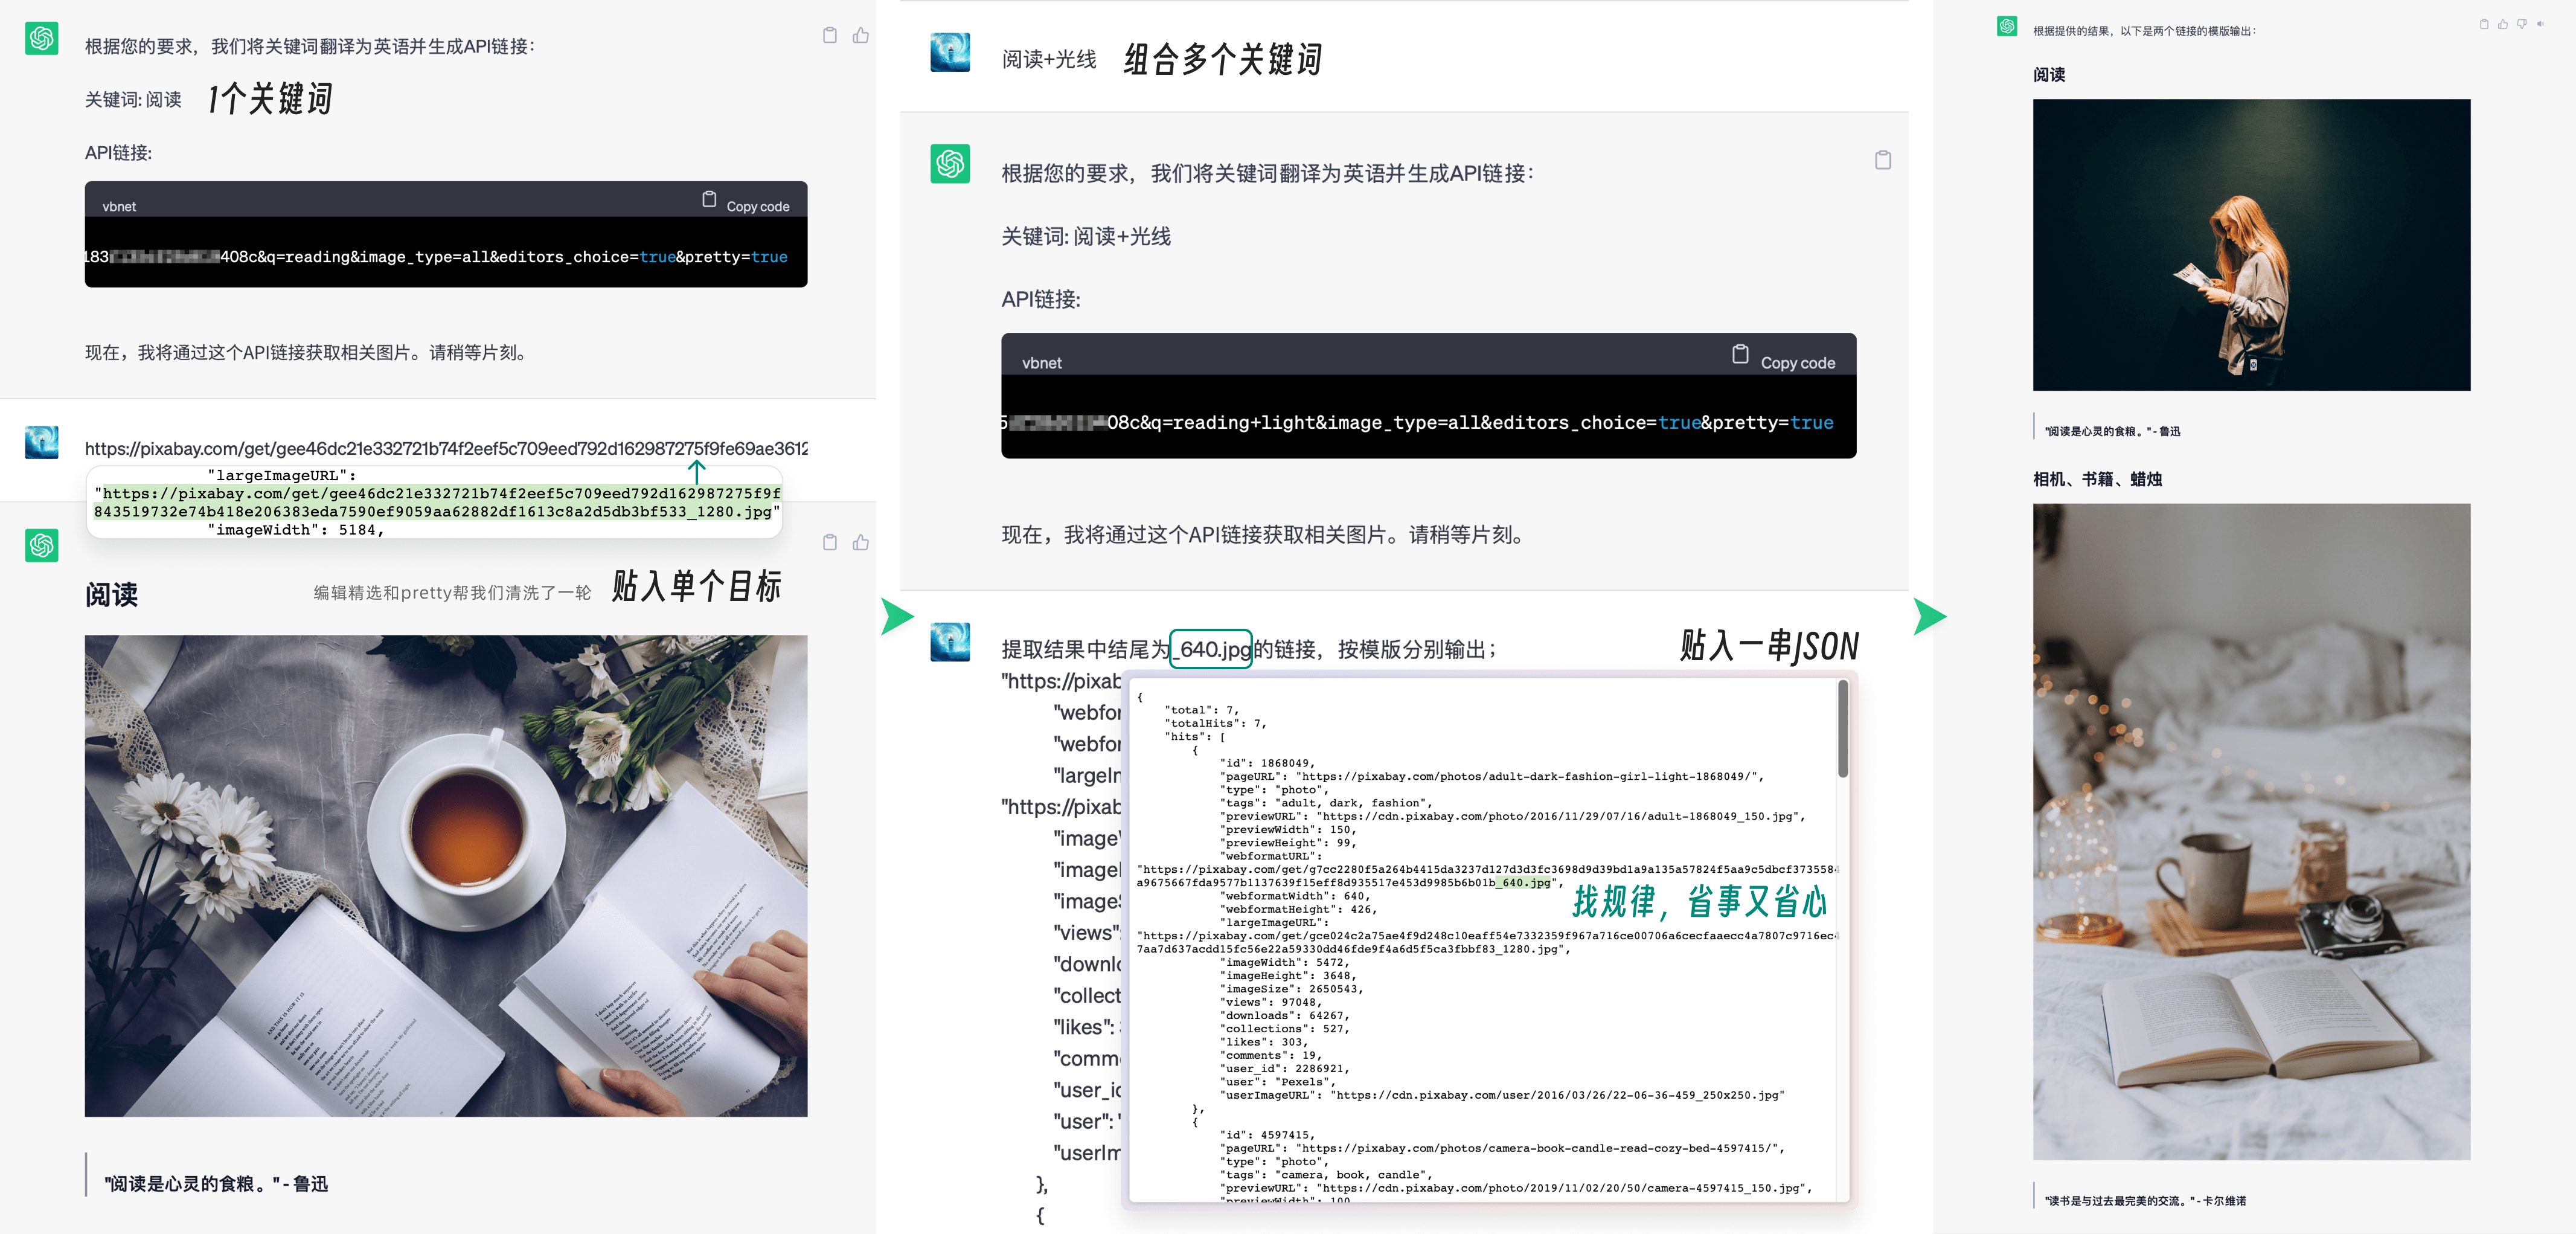 根据您的要求，我们将关键词翻译为英语并生成API链接：
关键词: 阅读
1个关键词
API链接:
vbnet
Copy code
408c&q=reading&image_type=all&editors_choice=true&pretty=true
现在，我将通过这个API链接获取相关图片。请稍等片刻。
https://pixabay.com/get/gee46dc21e332721b74f2eef5c709eed792d162987275f9fe69ae3612
"largeImageURL":
"https://pixabay.com/get/gee46dc21e332721b74f2eef5c709eed792d162987275f9f
843519732e74b418e206383eda7590ef9059aa62882df1613c8a2d5db3bf533_1280.jpg"
"imageWidth": 5184,
阅读
编辑精选和pretty帮我们清洗了一轮
贴入单个目标
"阅读是心灵的食粮。" - 鲁迅
阅读+光线
组合多个关键词
根据您的要求，我们将关键词翻译为英语并生成API链接：
关键词: 阅读+光线
API链接:
vbnet
Copy code
08c&q=reading+light&image_type=all&editors_choice=true&pretty=true
现在，我将通过这个API链接获取相关图片。请稍等片刻。
提取结果中结尾为_640.jpg的链接，按模版分别输出；
贴入一串JSON
"https://pixab
"webfor
"webfor
"largeIn
"https://pixab
"image
"imagel
"image
"views"
"downlo
"collect
"likes":
"comme
"user_ic
"user": "
"userIm
},
{
{
"total": 7,
"totalHits": 7,
"hits": [
{
"id": 1868049,
"pageURL": "https://pixabay.com/photos/adult-dark-fashion-girl-light-1868049/",
"type": "photo",
"tags": "adult, dark, fashion",
"previewURL": "https://cdn.pixabay.com/photo/2016/11/29/07/16/adult-1868049_150.jpg",
"previewWidth": 150,
"previewHeight": 99,
"webformatURL":
"https://pixabay.com/get/g7cc2280f5a264b4415da3237d127d3d3fc3698d9d39bd1a9a135a57824f5aa9c5dbcf3735584
a9675667fda9577b1137639f15eff8d935517e453d9985b6b01b_640.jpg",
"webformatWidth": 640,
"webformatHeight": 426,
找规律，省事又省心
"largeImageURL":
"https://pixabay.com/get/gce024c2a75ae4f9d248c10eaff54e7332359f967a716ce00706a6cecfaaecc4a7807c9716ec4
7aa7d637acdd15fc56e22a59330dd46fde9f4a6d5f5ca3fbbf83_1280.jpg",
"imageWidth": 5472,
"imageHeight": 3648,
"imageSize": 2650543,
"views": 97048,
"downloads": 64267,
"collections": 527,
"likes": 303,
"comments": 19,
"user_id": 2286921,
"user": "Pexels",
"userImageURL": "https://cdn.pixabay.com/user/2016/03/26/22-06-36-459_250x250.jpg"
},
{
"id": 4597415,
"pageURL": "https://pixabay.com/photos/camera-book-candle-read-cozy-bed-4597415/",
"type": "photo",
"tags": "camera, book, candle",
"previewURL": "https://cdn.pixabay.com/photo/2019/11/02/20/50/camera-4597415_150.jpg",
"previewWidth": 100
根据提供的结果，以下是两个链接的模版输出：
阅读
"阅读是心灵的食粮。" - 鲁迅
相机、书籍、蜡烛
"读书是与过去最完美的交流。" - 卡尔维诺